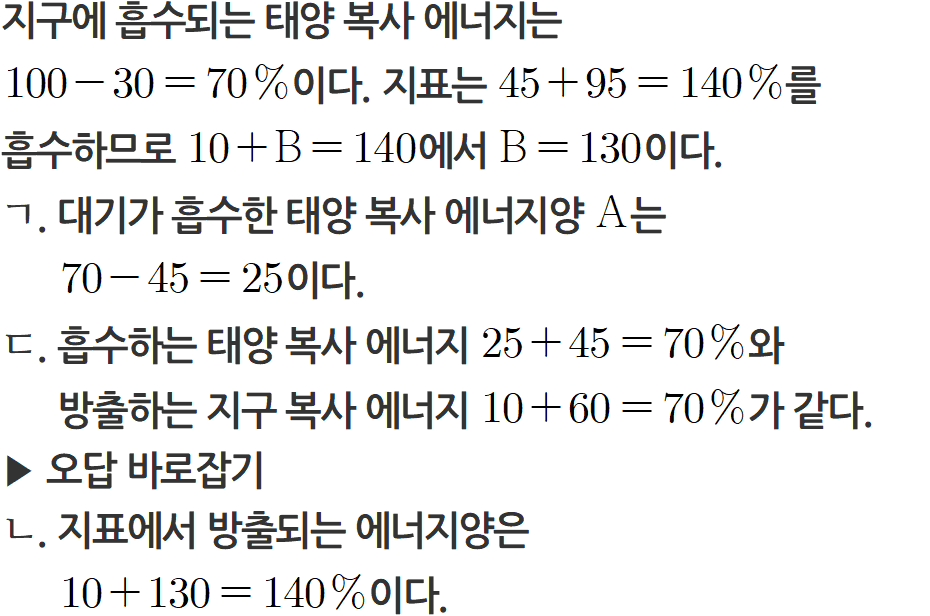 지구에 흡수되는 태양 복사 에너지는
100-30=70%이다. 지표는 45+95=140%를
흡수하므로 10+B=140에서 B=130이다.
ㄱ. 대기가 흡수한 태양 복사 에너지양 A는
70-45=25이다.
ㄷ. 흡수하는 태양 복사 에너지 25+45=70%와
방출하는 지구 복사 에너지 10+60=70%가 같다.
▶ 오답 바로잡기
ㄴ. 지표에서 방출되는 에너지양은
10+130=140%이다.